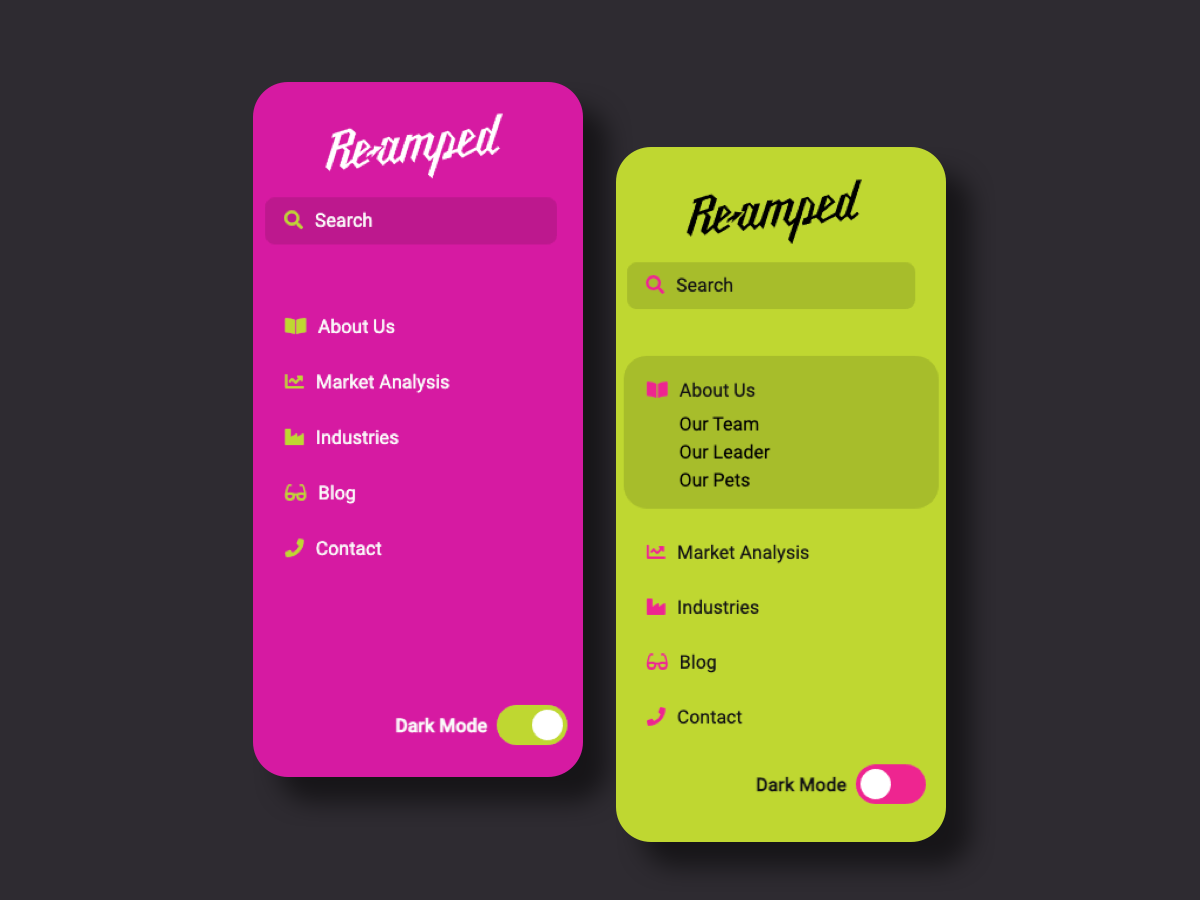 Re-amped
Search
About Us
Market Analysis
Industries
Blog
Contact
Dark Mode
Re-amped
Search
About Us
Our Team
Our Leader
Our Pets
Market Analysis
Industries
Blog
Contact
Dark Mode